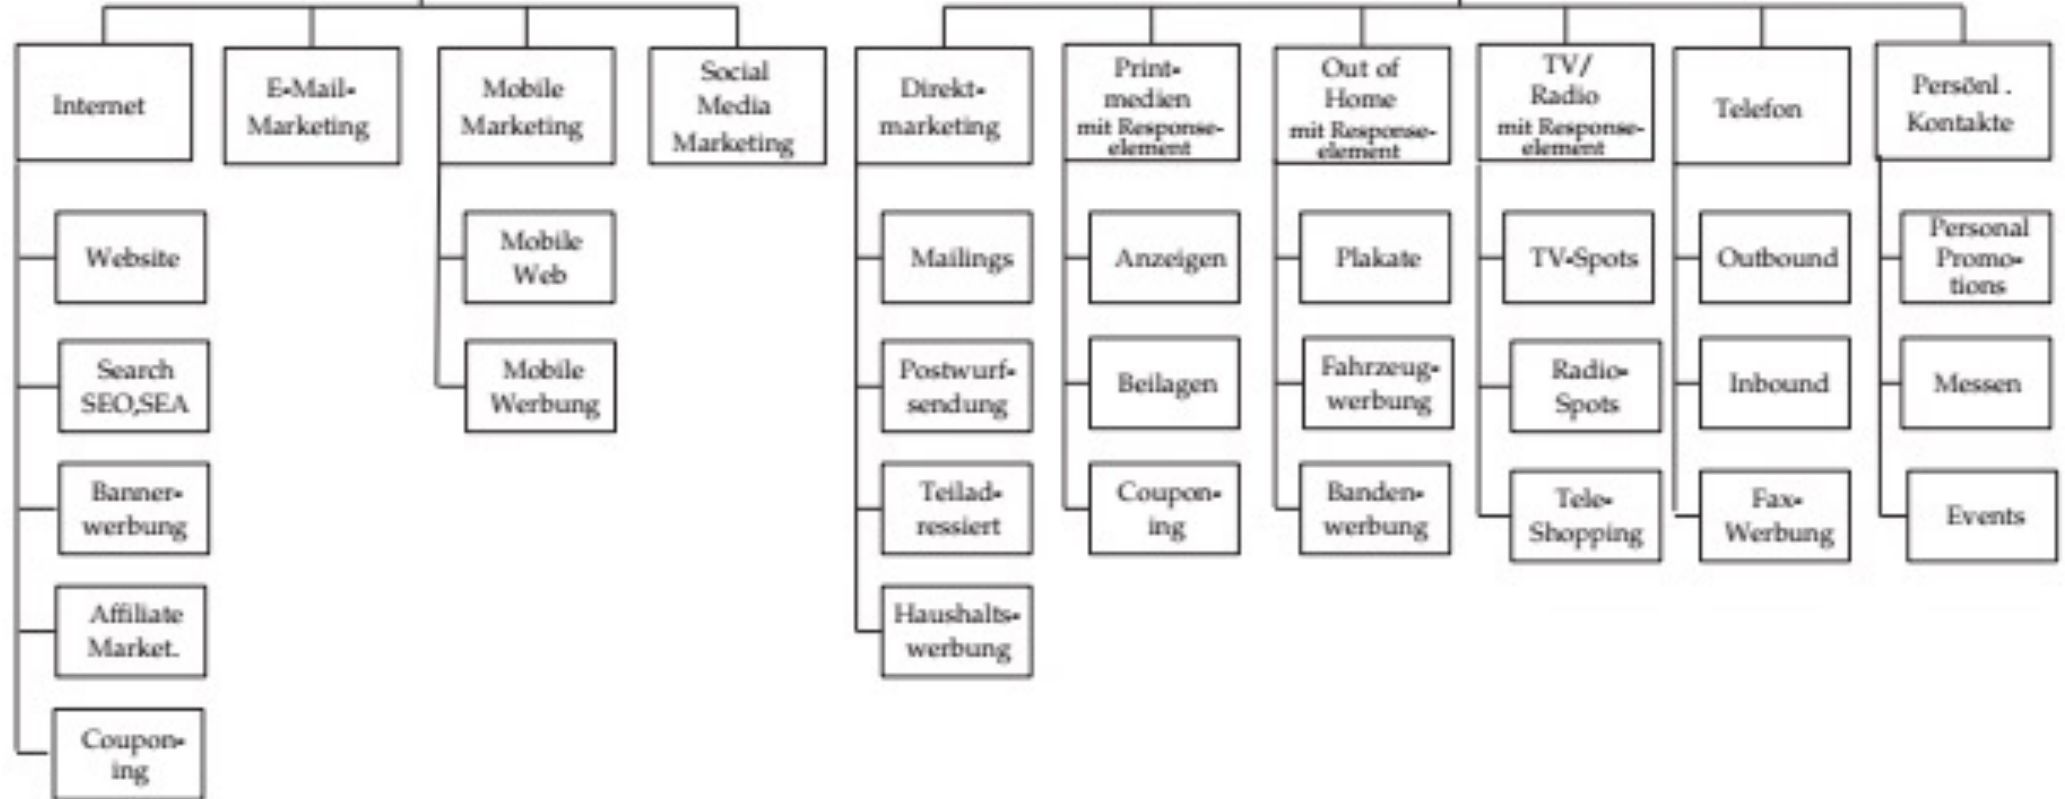 Internet
E-Mail-
Marketing
Mobile
Marketing
Social
Media
Marketing
Direkt-
marketing
Print-
medien
mit Response-
element
Out of
Home
mit Response-
element
TV/
Radio
mit Response-
element
Telefon
Persönl.
Kontakte
Website
Search
SEO,SEA
Banner-
werbung
Affiliate
Market.
Coupon-
ing
Mobile
Web
Mobile
Werbung
Mailings
Postwurf-
sendung
Teilad-
ressiert
Haushalts-
werbung
Anzeigen
Beilagen
Coupon-
ing
Plakate
Fahrzeug-
werbung
Banden-
werbung
TV-Spots
Radio-
Spots
Tele-
Shopping
Outbound
Inbound
Fax-
Werbung
Personal
Promo-
tions
Messen
Events